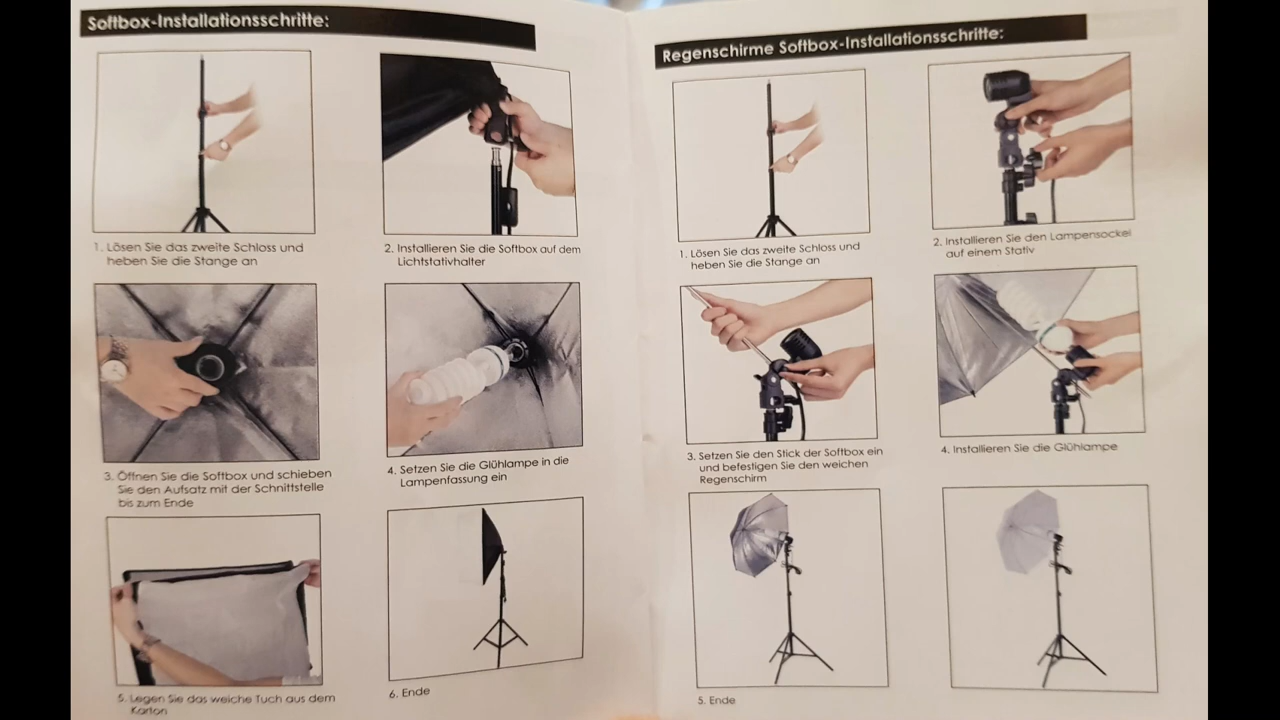 Softbox-Installationsschritte:
1. Lösen Sie das zweite Schloss und
heben Sie die Stange an
2. Installieren Sie die Softbox auf dem
Lichtstativhalter
3. Öffnen Sie die Softbox und schieben
Sie den Aufsatz mit der Schnittstelle
bis zum Ende
4. Setzen Sie die Glühlampe in die
Lampenfassung ein
5. Legen Sie das weiche Tuch aus dem
Karton
6. Ende
Regenschirme Softbox-Installationsschritte:
1. Lösen Sie das zweite Schloss und
heben Sie die Stange an
2. Installieren Sie den Lampensockel
auf einem Stativ
3. Setzen Sie den Stick der Softbox ein
und befestigen Sie den weichen
Regenschirm
4. Installieren Sie die Glühlampe
5. Ende